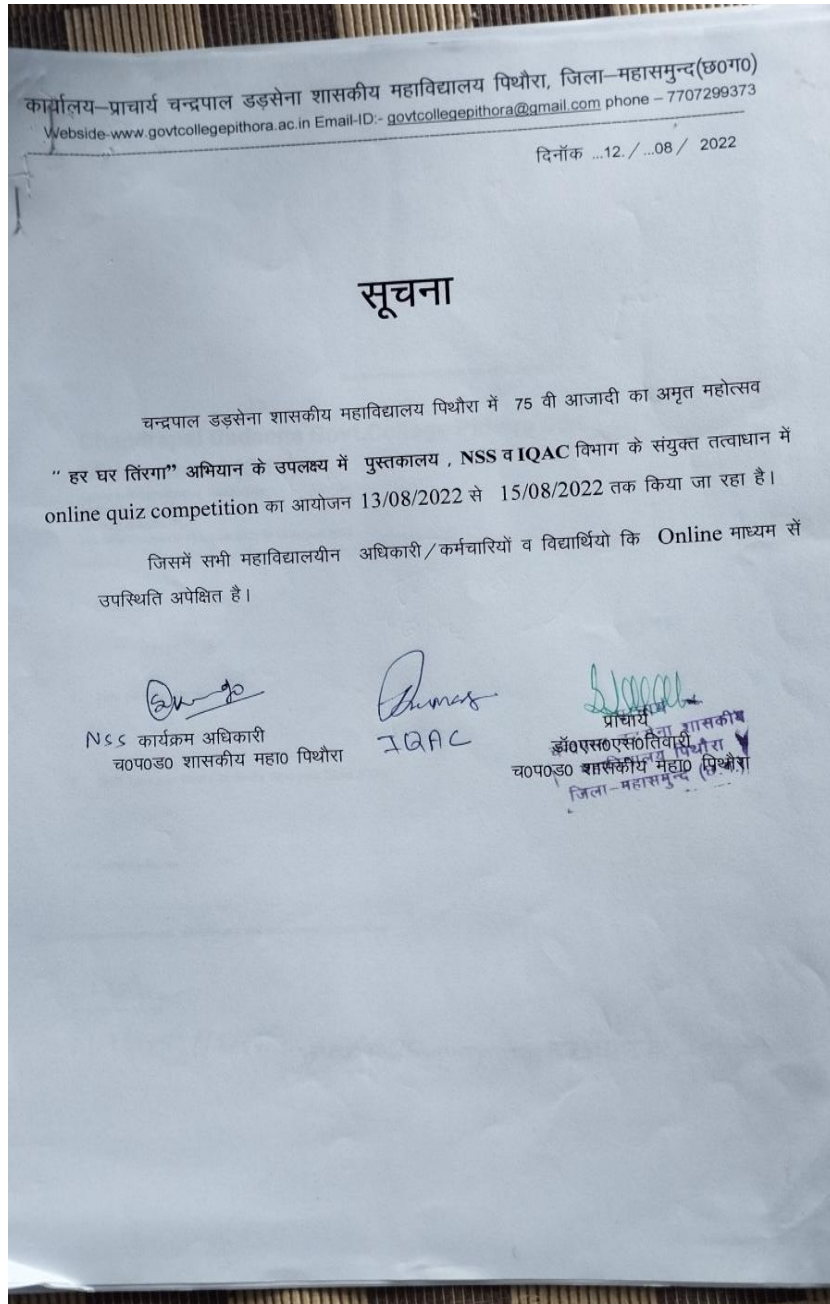 कार्यालय–प्राचार्य चन्द्रपाल डड़सेना शासकीय महाविद्यालय पिथौरा, जिला–महासमुन्द(छ0ग0)
Webside-www.govtcollegepithora.ac.in Email-ID:- govtcollegepithora@gmail.com phone – 7707299373
दिनॉक ...12. / ...08 / 2022
सूचना
चन्द्रपाल डड़सेना शासकीय महाविद्यालय पिथौरा में 75 वी आजादी का अमृत महोत्सव
“ हर घर तिंरगा” अभियान के उपलक्ष्य में पुस्तकालय , NSS व IQAC विभाग के संयुक्त तत्वाधान में
online quiz competition का आयोजन 13/08/2022 से 15/08/2022 तक किया जा रहा है।
जिसमें सभी महाविद्यालयीन अधिकारी/कर्मचारियों व विद्यार्थियो कि Online माध्यम सें
उपस्थिति अपेक्षित है।
NSS कार्यक्रम अधिकारी
च0प0ड0 शासकीय महा0 पिथौरा
IQAC
प्राचार्य
डॉ0एस0एस0तिवारी
च0प0ड0 शासकीय महा0 पिथौरा
शासकीय
पिथौरा
जिला–महासमुन्द